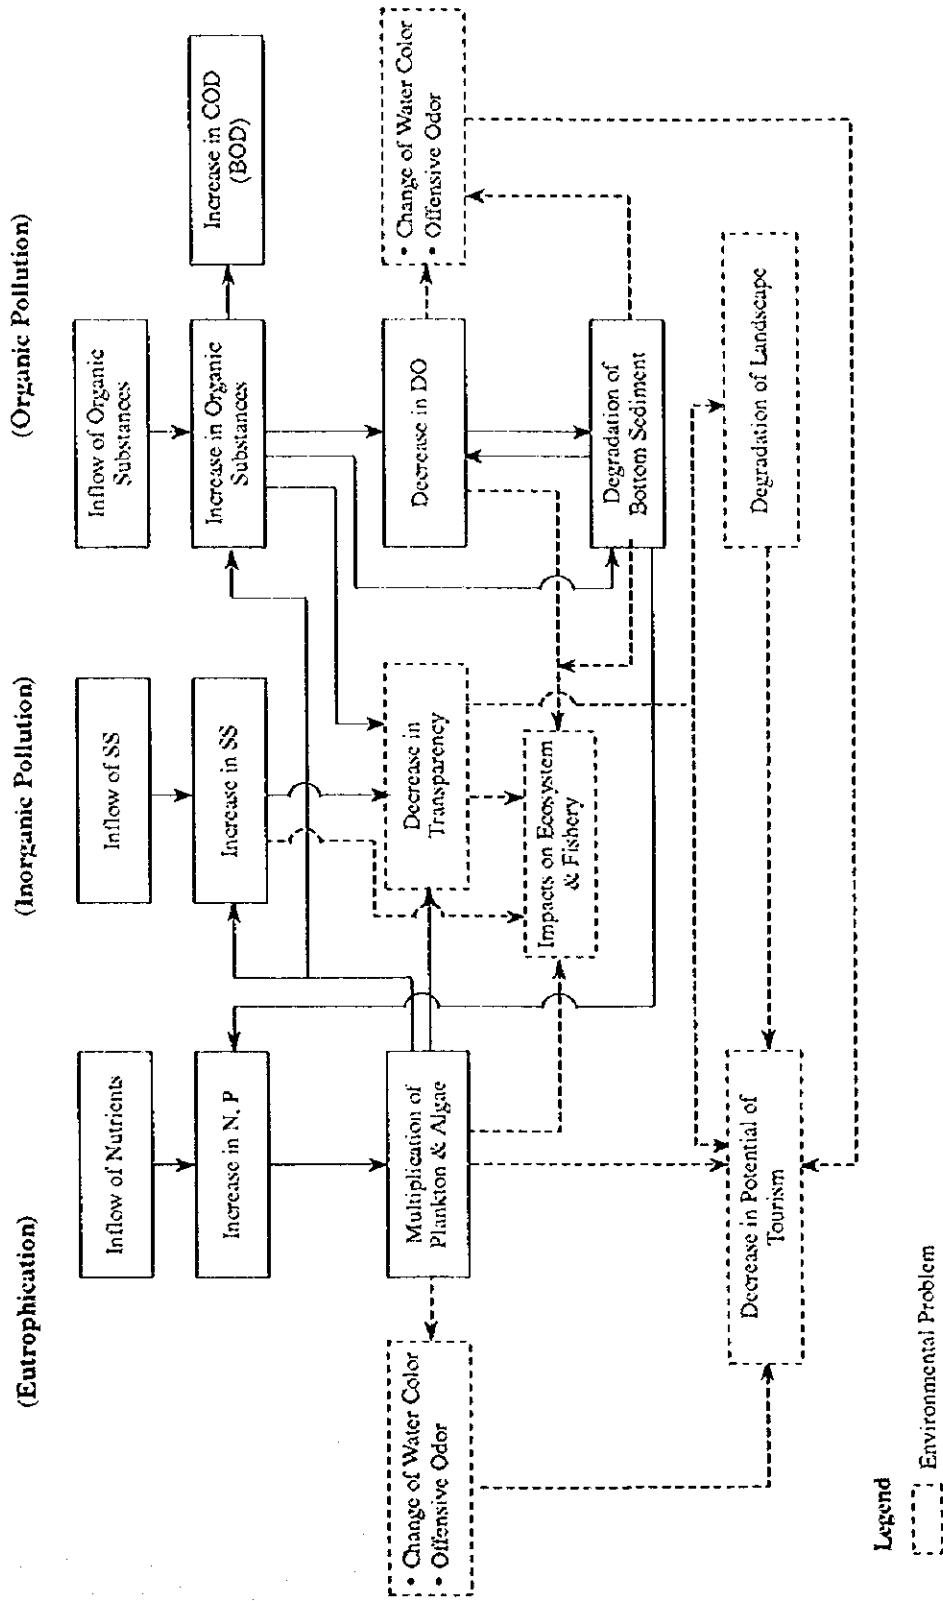 (Eutrophication)
(Inorganic Pollution)
(Organic Pollution)
Inflow of Nutrients
Inflow of SS
Inflow of Organic
Substances
Increase in N. P
Increase in SS
Increase in Organic
Substances
Increase in COD
(BOD)
• Change of Water Color
• Offensive Odor
Multiplication of
Plankton & Algae
Decrease in
Transparency
Decrease in DO
• Change of Water Color
• Offensive Odor
Impacts on Ecosystem
& Fishery
Degradation of
Bottom Sediment
Decrease in Potential of
Tourism
Degradation of Landscape
Legend
Environmental Problem